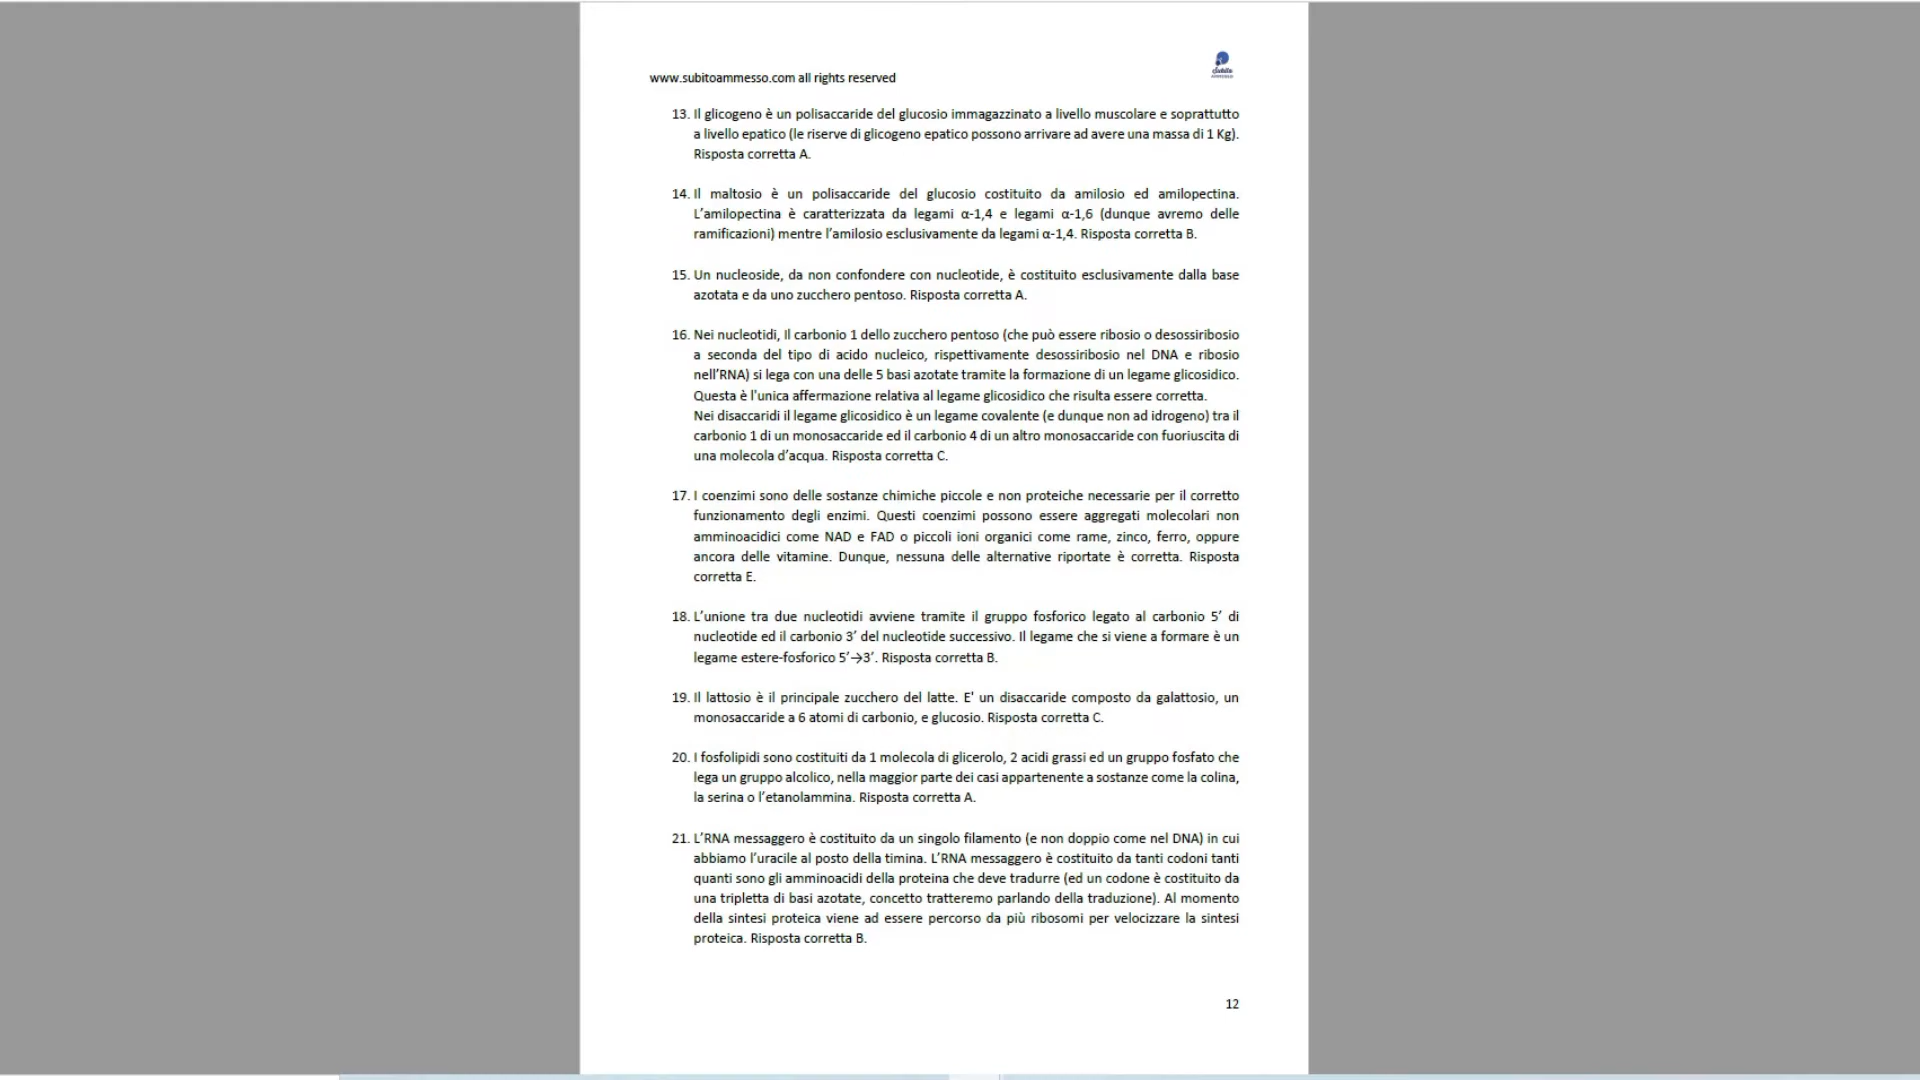 www.subitoammesso.com all rights reserved
Subito
AMMESSO
13. Il glicogeno è un polisaccaride del glucosio immagazzinato a livello muscolare e soprattutto
a livello epatico (le riserve di glicogeno epatico possono arrivare ad avere una massa di 1 Kg).
Risposta corretta A.
14. Il maltosio è un polisaccaride del glucosio costituito da amilosio ed amilopectina.
L’amilopectina è caratterizzata da legami α-1,4 e legami α-1,6 (dunque avremo delle
ramificazioni) mentre l’amilosio esclusivamente da legami α-1,4. Risposta corretta B.
15. Un nucleoside, da non confondere con nucleotide, è costituito esclusivamente dalla base
azotata e da uno zucchero pentoso. Risposta corretta A.
16. Nei nucleotidi, Il carbonio 1 dello zucchero pentoso (che può essere ribosio o desossiribosio
a seconda del tipo di acido nucleico, rispettivamente desossiribosio nel DNA e ribosio
nell’RNA) si lega con una delle 5 basi azotate tramite la formazione di un legame glicosidico.
Questa è l'unica affermazione relativa al legame glicosidico che risulta essere corretta.
Nei disaccaridi il legame glicosidico è un legame covalente (e dunque non ad idrogeno) tra il
carbonio 1 di un monosaccaride ed il carbonio 4 di un altro monosaccaride con fuoriuscita di
una molecola d’acqua. Risposta corretta C.
17. I coenzimi sono delle sostanze chimiche piccole e non proteiche necessarie per il corretto
funzionamento degli enzimi. Questi coenzimi possono essere aggregati molecolari non
amminoacidici come NAD e FAD o piccoli ioni organici come rame, zinco, ferro, oppure
ancora delle vitamine. Dunque, nessuna delle alternative riportate è corretta. Risposta
corretta E.
18. L’unione tra due nucleotidi avviene tramite il gruppo fosforico legato al carbonio 5’ di
nucleotide ed il carbonio 3’ del nucleotide successivo. Il legame che si viene a formare è un
legame estere-fosforico 5’→3’. Risposta corretta B.
19. Il lattosio è il principale zucchero del latte. E' un disaccaride composto da galattosio, un
monosaccaride a 6 atomi di carbonio, e glucosio. Risposta corretta C.
20. I fosfolipidi sono costituiti da 1 molecola di glicerolo, 2 acidi grassi ed un gruppo fosfato che
lega un gruppo alcolico, nella maggior parte dei casi appartenente a sostanze come la colina,
la serina o l’etanolammina. Risposta corretta A.
21. L’RNA messaggero è costituito da un singolo filamento (e non doppio come nel DNA) in cui
abbiamo l’uracile al posto della timina. L’RNA messaggero è costituito da tanti codoni tanti
quanti sono gli amminoacidi della proteina che deve tradurre (ed un codone è costituito da
una tripletta di basi azotate, concetto tratteremo parlando della traduzione). Al momento
della sintesi proteica viene ad essere percorso da più ribosomi per velocizzare la sintesi
proteica. Risposta corretta B.
12